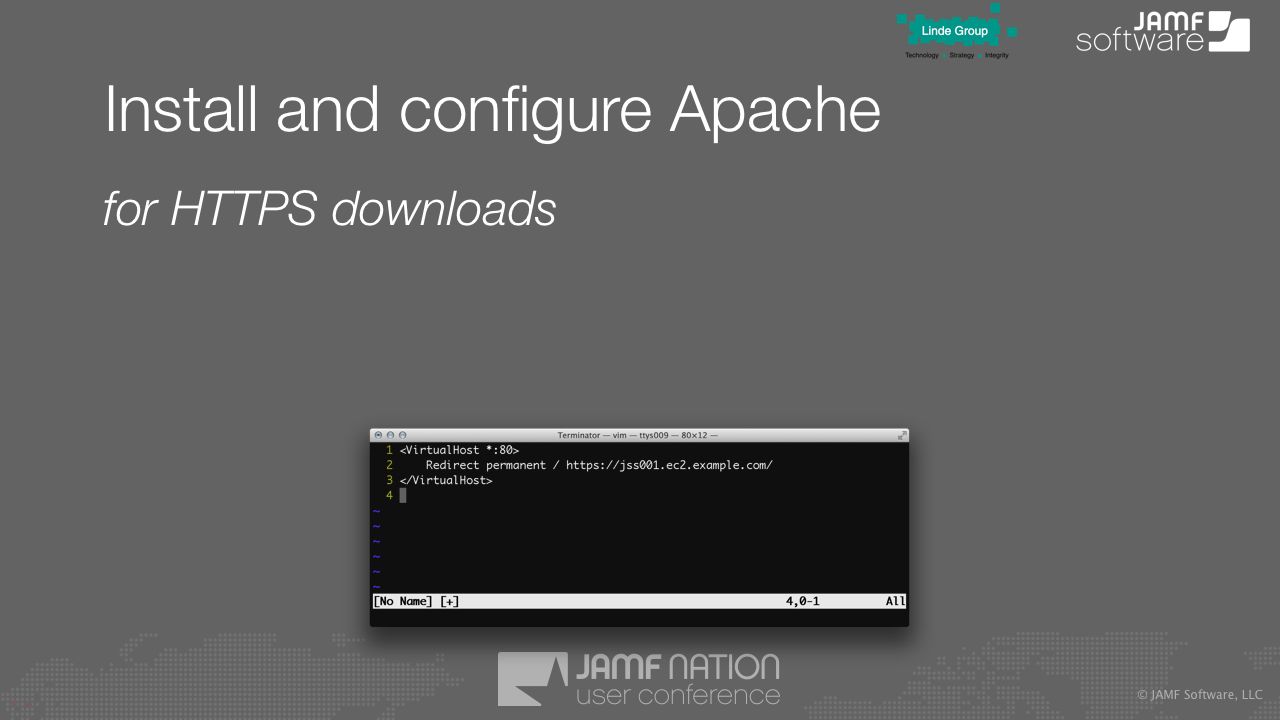 Linde Group
Technology Strategy Integrity
JAMF
software
Install and configure Apache
for HTTPS downloads
Terminator — vim — ttys009 — 80×12 —
1 <VirtualHost *:80>
2     Redirect permanent / https://jss001.ec2.example.com/
3 </VirtualHost>
4
~
~
~
~
~
~
[No Name] [+] 4,0-1 All
JAMF NATION
user conference
© JAMF Software, LLC